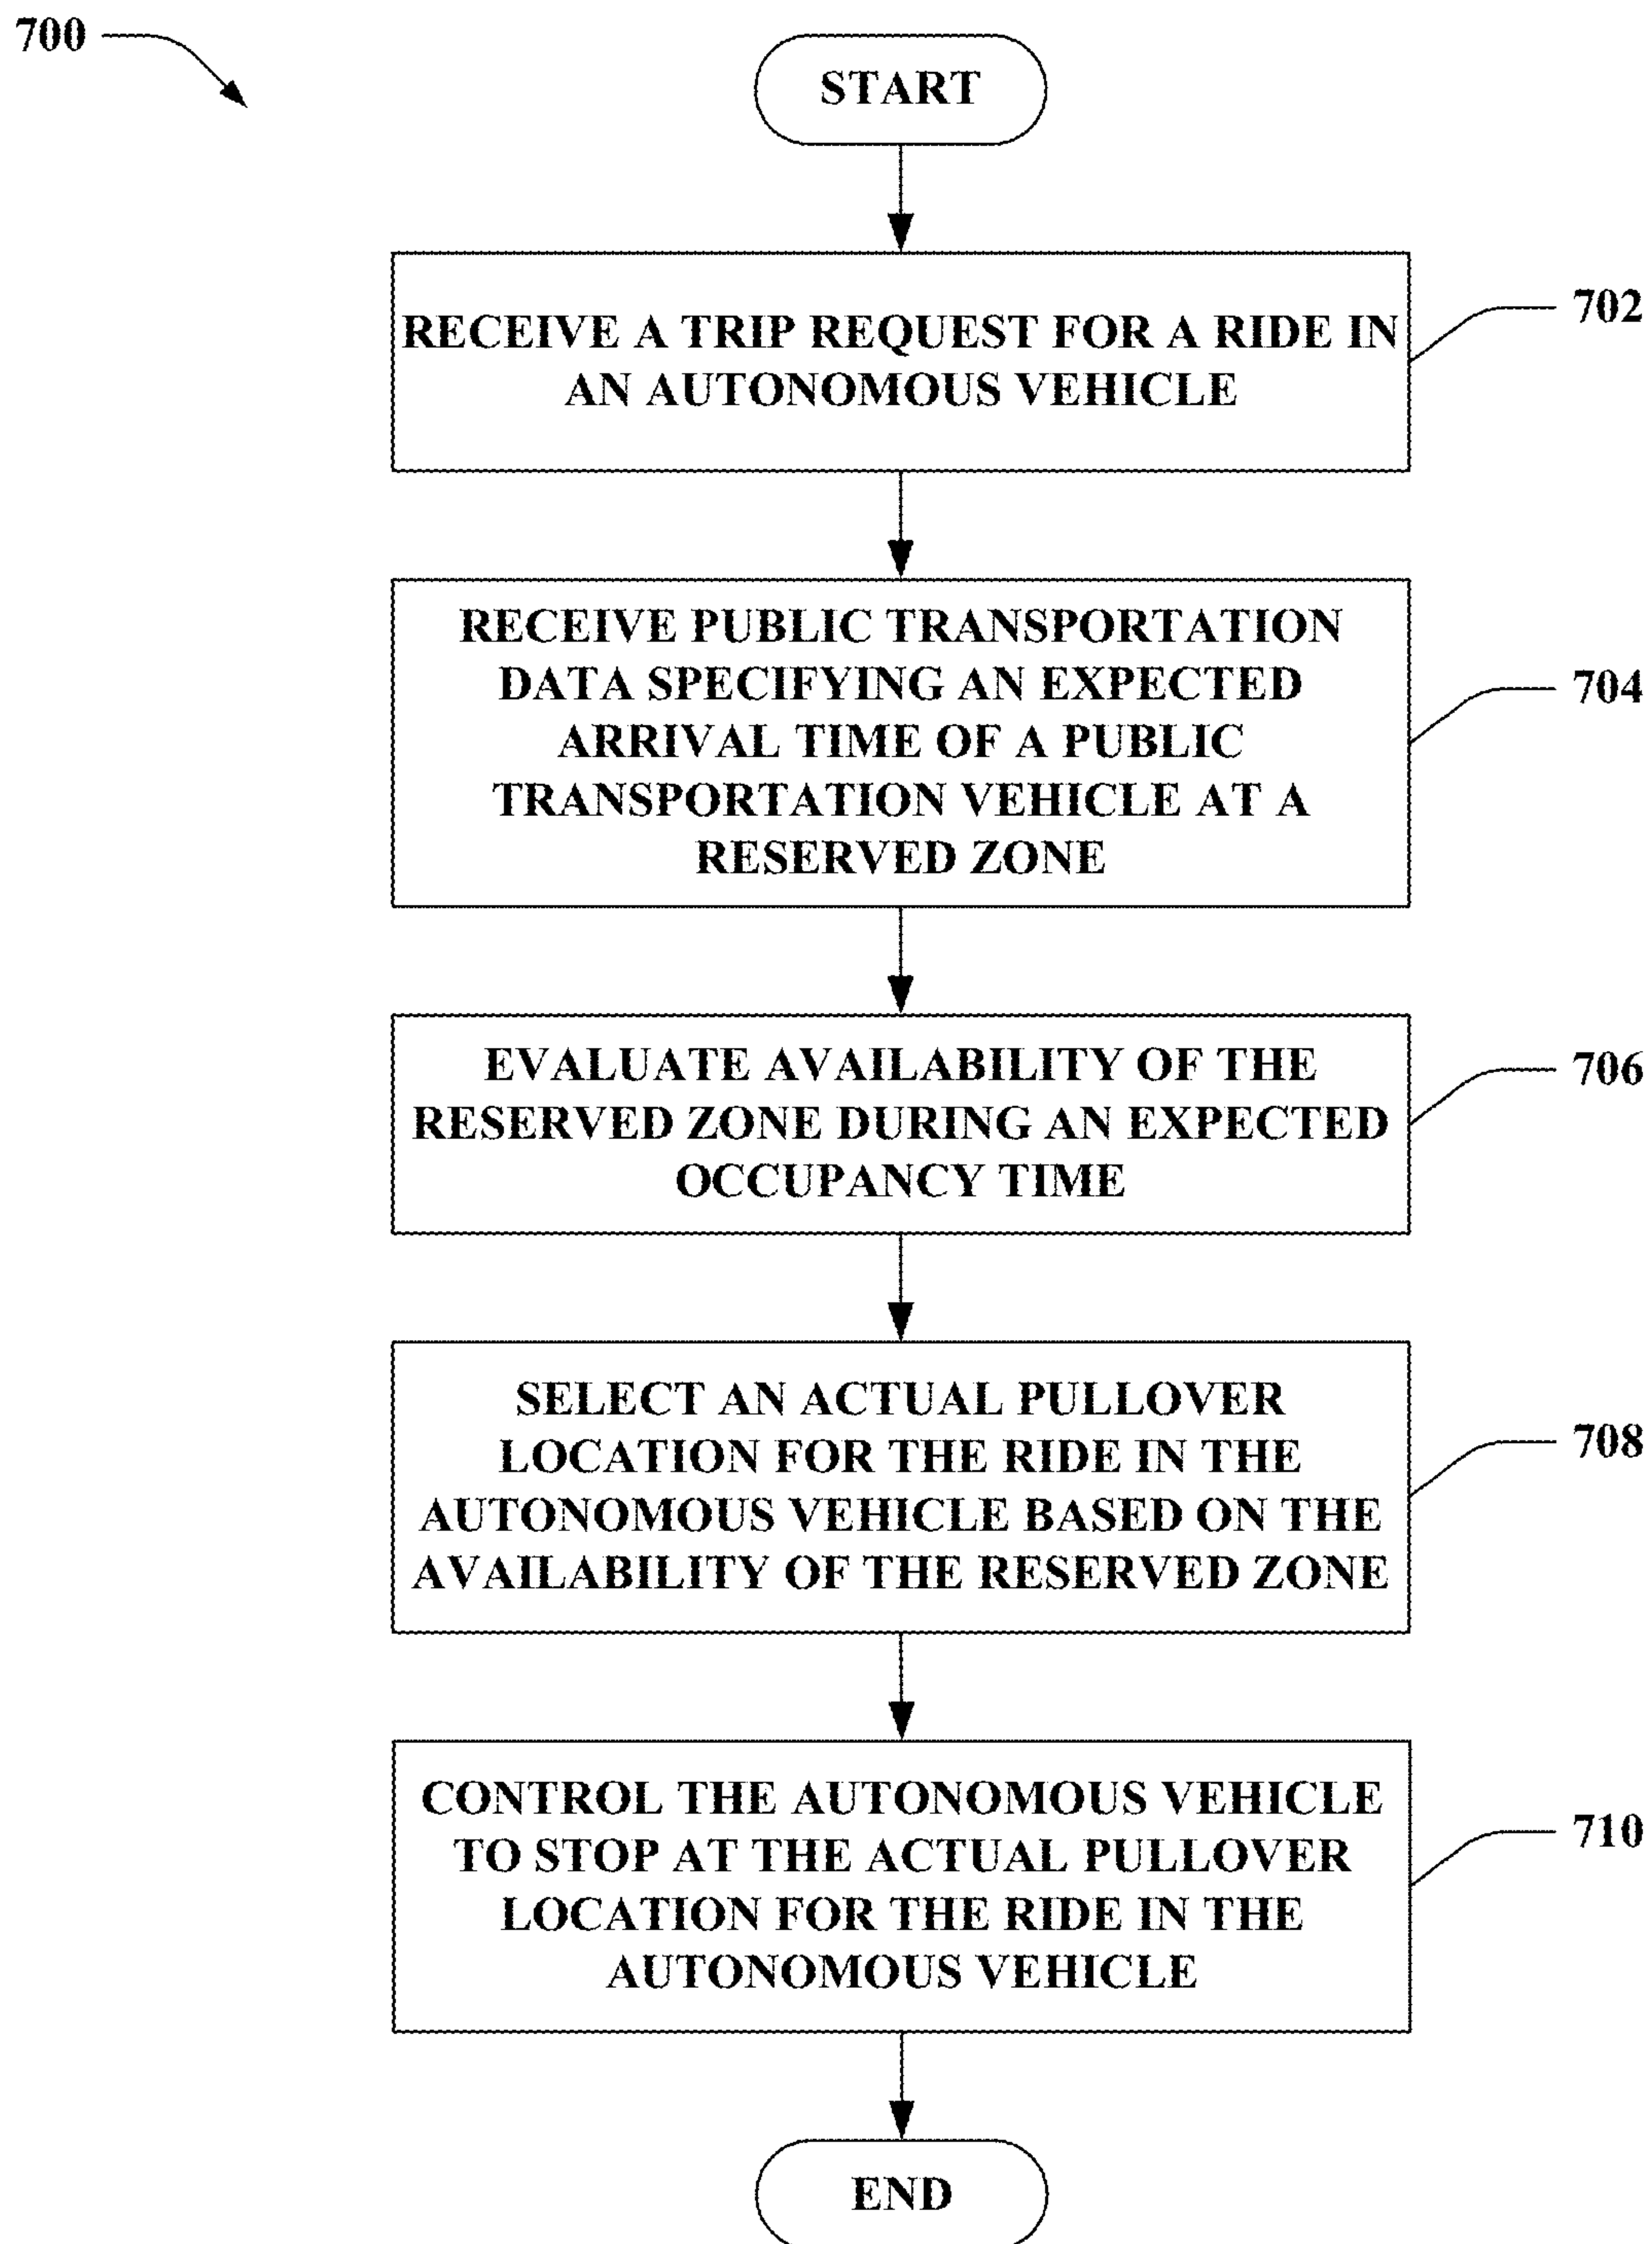 700
START
RECEIVE A TRIP REQUEST FOR A RIDE IN
AN AUTONOMOUS VEHICLE
702
RECEIVE PUBLIC TRANSPORTATION
DATA SPECIFYING AN EXPECTED
ARRIVAL TIME OF A PUBLIC
TRANSPORTATION VEHICLE AT A
RESERVED ZONE
704
EVALUATE AVAILABILITY OF THE
RESERVED ZONE DURING AN EXPECTED
OCCUPANCY TIME
706
SELECT AN ACTUAL PULLOVER
LOCATION FOR THE RIDE IN THE
AUTONOMOUS VEHICLE BASED ON THE
AVAILABILITY OF THE RESERVED ZONE
708
CONTROL THE AUTONOMOUS VEHICLE
TO STOP AT THE ACTUAL PULLOVER
LOCATION FOR THE RIDE IN THE
AUTONOMOUS VEHICLE
710
END